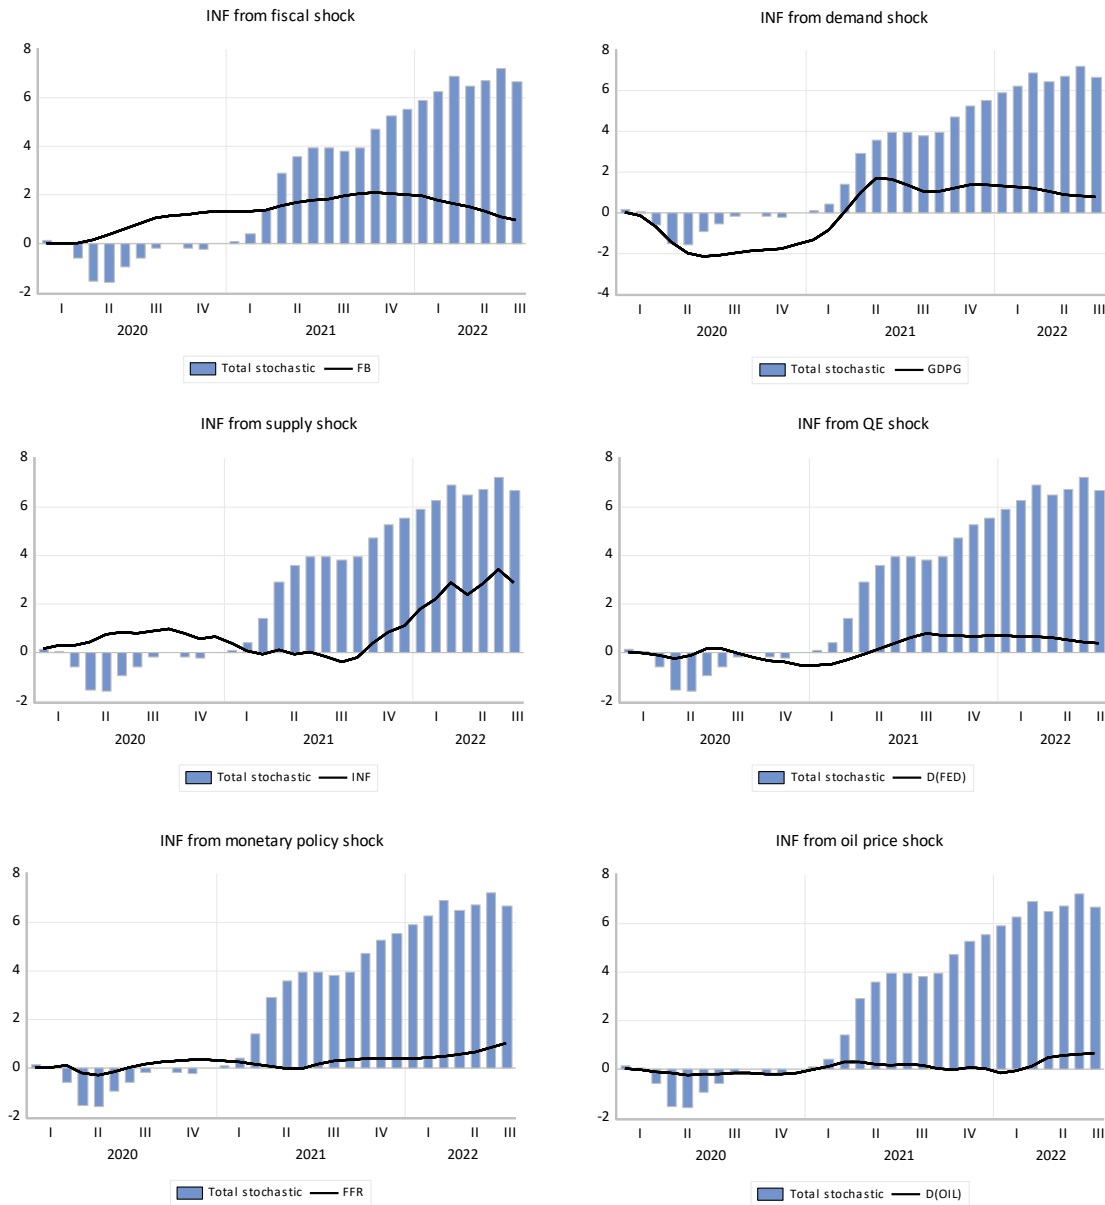 INF from fiscal shock
8
6
4
2
0
-2
I II III IV I II III IV I II III
2020 2021 2022
Total stochastic FB
INF from demand shock
8
6
4
2
0
-2
-4
I II III IV I II III IV I II III
2020 2021 2022
Total stochastic GDPG
INF from supply shock
8
6
4
2
0
-2
I II III IV I II III IV I II III
2020 2021 2022
Total stochastic INF
INF from QE shock
8
6
4
2
0
-2
I II III IV I II III IV I II II
2020 2021 2022
Total stochastic D(FED)
INF from monetary policy shock
8
6
4
2
0
-2
I II III IV I II III IV I II III
2020 2021 2022
Total stochastic FFR
INF from oil price shock
8
6
4
2
0
-2
I II III IV I II III IV I II III
2020 2021 2022
Total stochastic D(OIL)